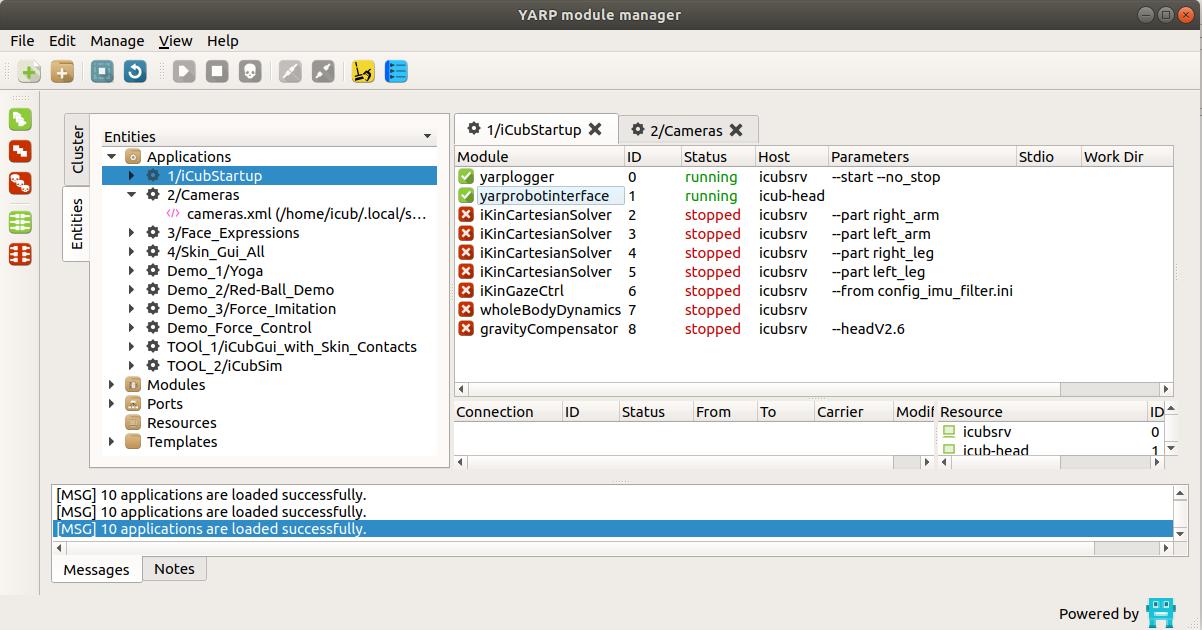 YARP module manager
File Edit Manage View Help
Cluster
Entities
Entities
Applications
1/iCubStartup
2/Cameras
cameras.xml (/home/icub/.local/s...
3/Face_Expressions
4/Skin_Gui_All
Demo_1/Yoga
Demo_2/Red-Ball_Demo
Demo_3/Force_Imitation
Demo_Force_Control
TOOl_1/iCubGui_with_Skin_Contacts
TOOL_2/iCubSim
Modules
Ports
Resources
Templates
1/iCubStartup 2/Cameras
Module ID Status Host Parameters Stdio Work Dir
yarplogger 0 running icubsrv --start --no_stop
yarprobotinterface 1 running icub-head
iKinCartesianSolver 2 stopped icubsrv --part right_arm
iKinCartesianSolver 3 stopped icubsrv --part left_arm
iKinCartesianSolver 4 stopped icubsrv --part right_leg
iKinCartesianSolver 5 stopped icubsrv --part left_leg
iKinGazeCtrl 6 stopped icubsrv --from config_imu_filter.ini
wholeBodyDynamics 7 stopped icubsrv
gravityCompensator 8 stopped icubsrv --headV2.6
Connection ID Status From To Carrier Modif
Resource ID
icubsrv 0
icub-head 1
[MSG] 10 applications are loaded successfully.
[MSG] 10 applications are loaded successfully.
[MSG] 10 applications are loaded successfully.
Messages Notes
Powered by